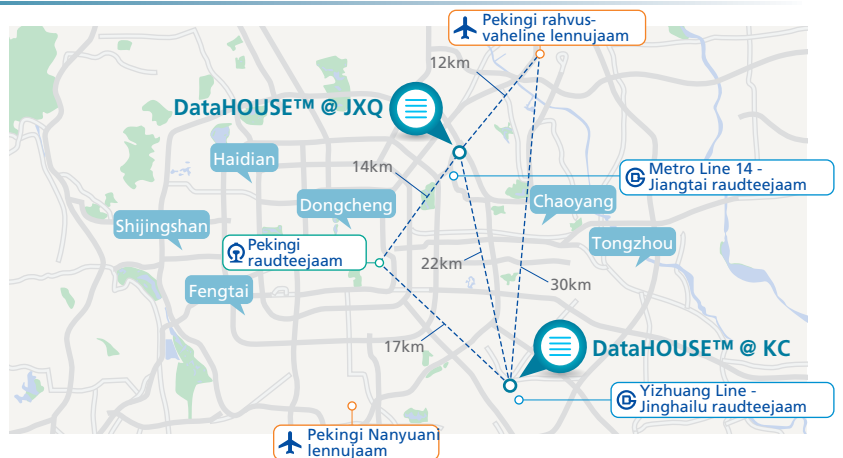 Pekingi rahvus-
vaheline lennujaam
12km
DataHOUSE™ @ JXQ
Haidian
14km
Metro Line 14 -
Jiangtai raudteejaam
Dongcheng
Chaoyang
Shijingshan
Tongzhou
Pekingi
raudteejaam
22km
30km
Fengtai
17km
DataHOUSE™ @ KC
Yizhuang Line -
Jinghailu raudteejaam
Pekingi Nanyuani
lennujaam